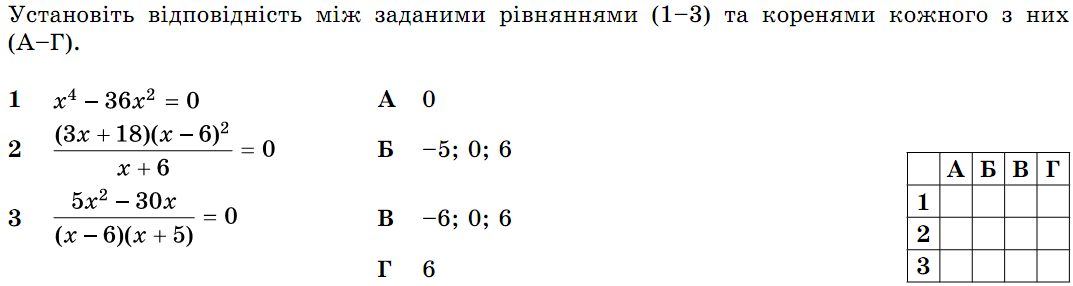 Установіть відповідність між заданими рівняннями (1–3) та коренями кожного з них
(А–Г).
1 x⁴ – 36x² = 0 А 0
2 (3x + 18)(x – 6)² / x + 6 = 0 Б –5; 0; 6
3 5x² – 30x / (x – 6)(x + 5) = 0 В –6; 0; 6
Г 6
А Б В Г
1
2
3